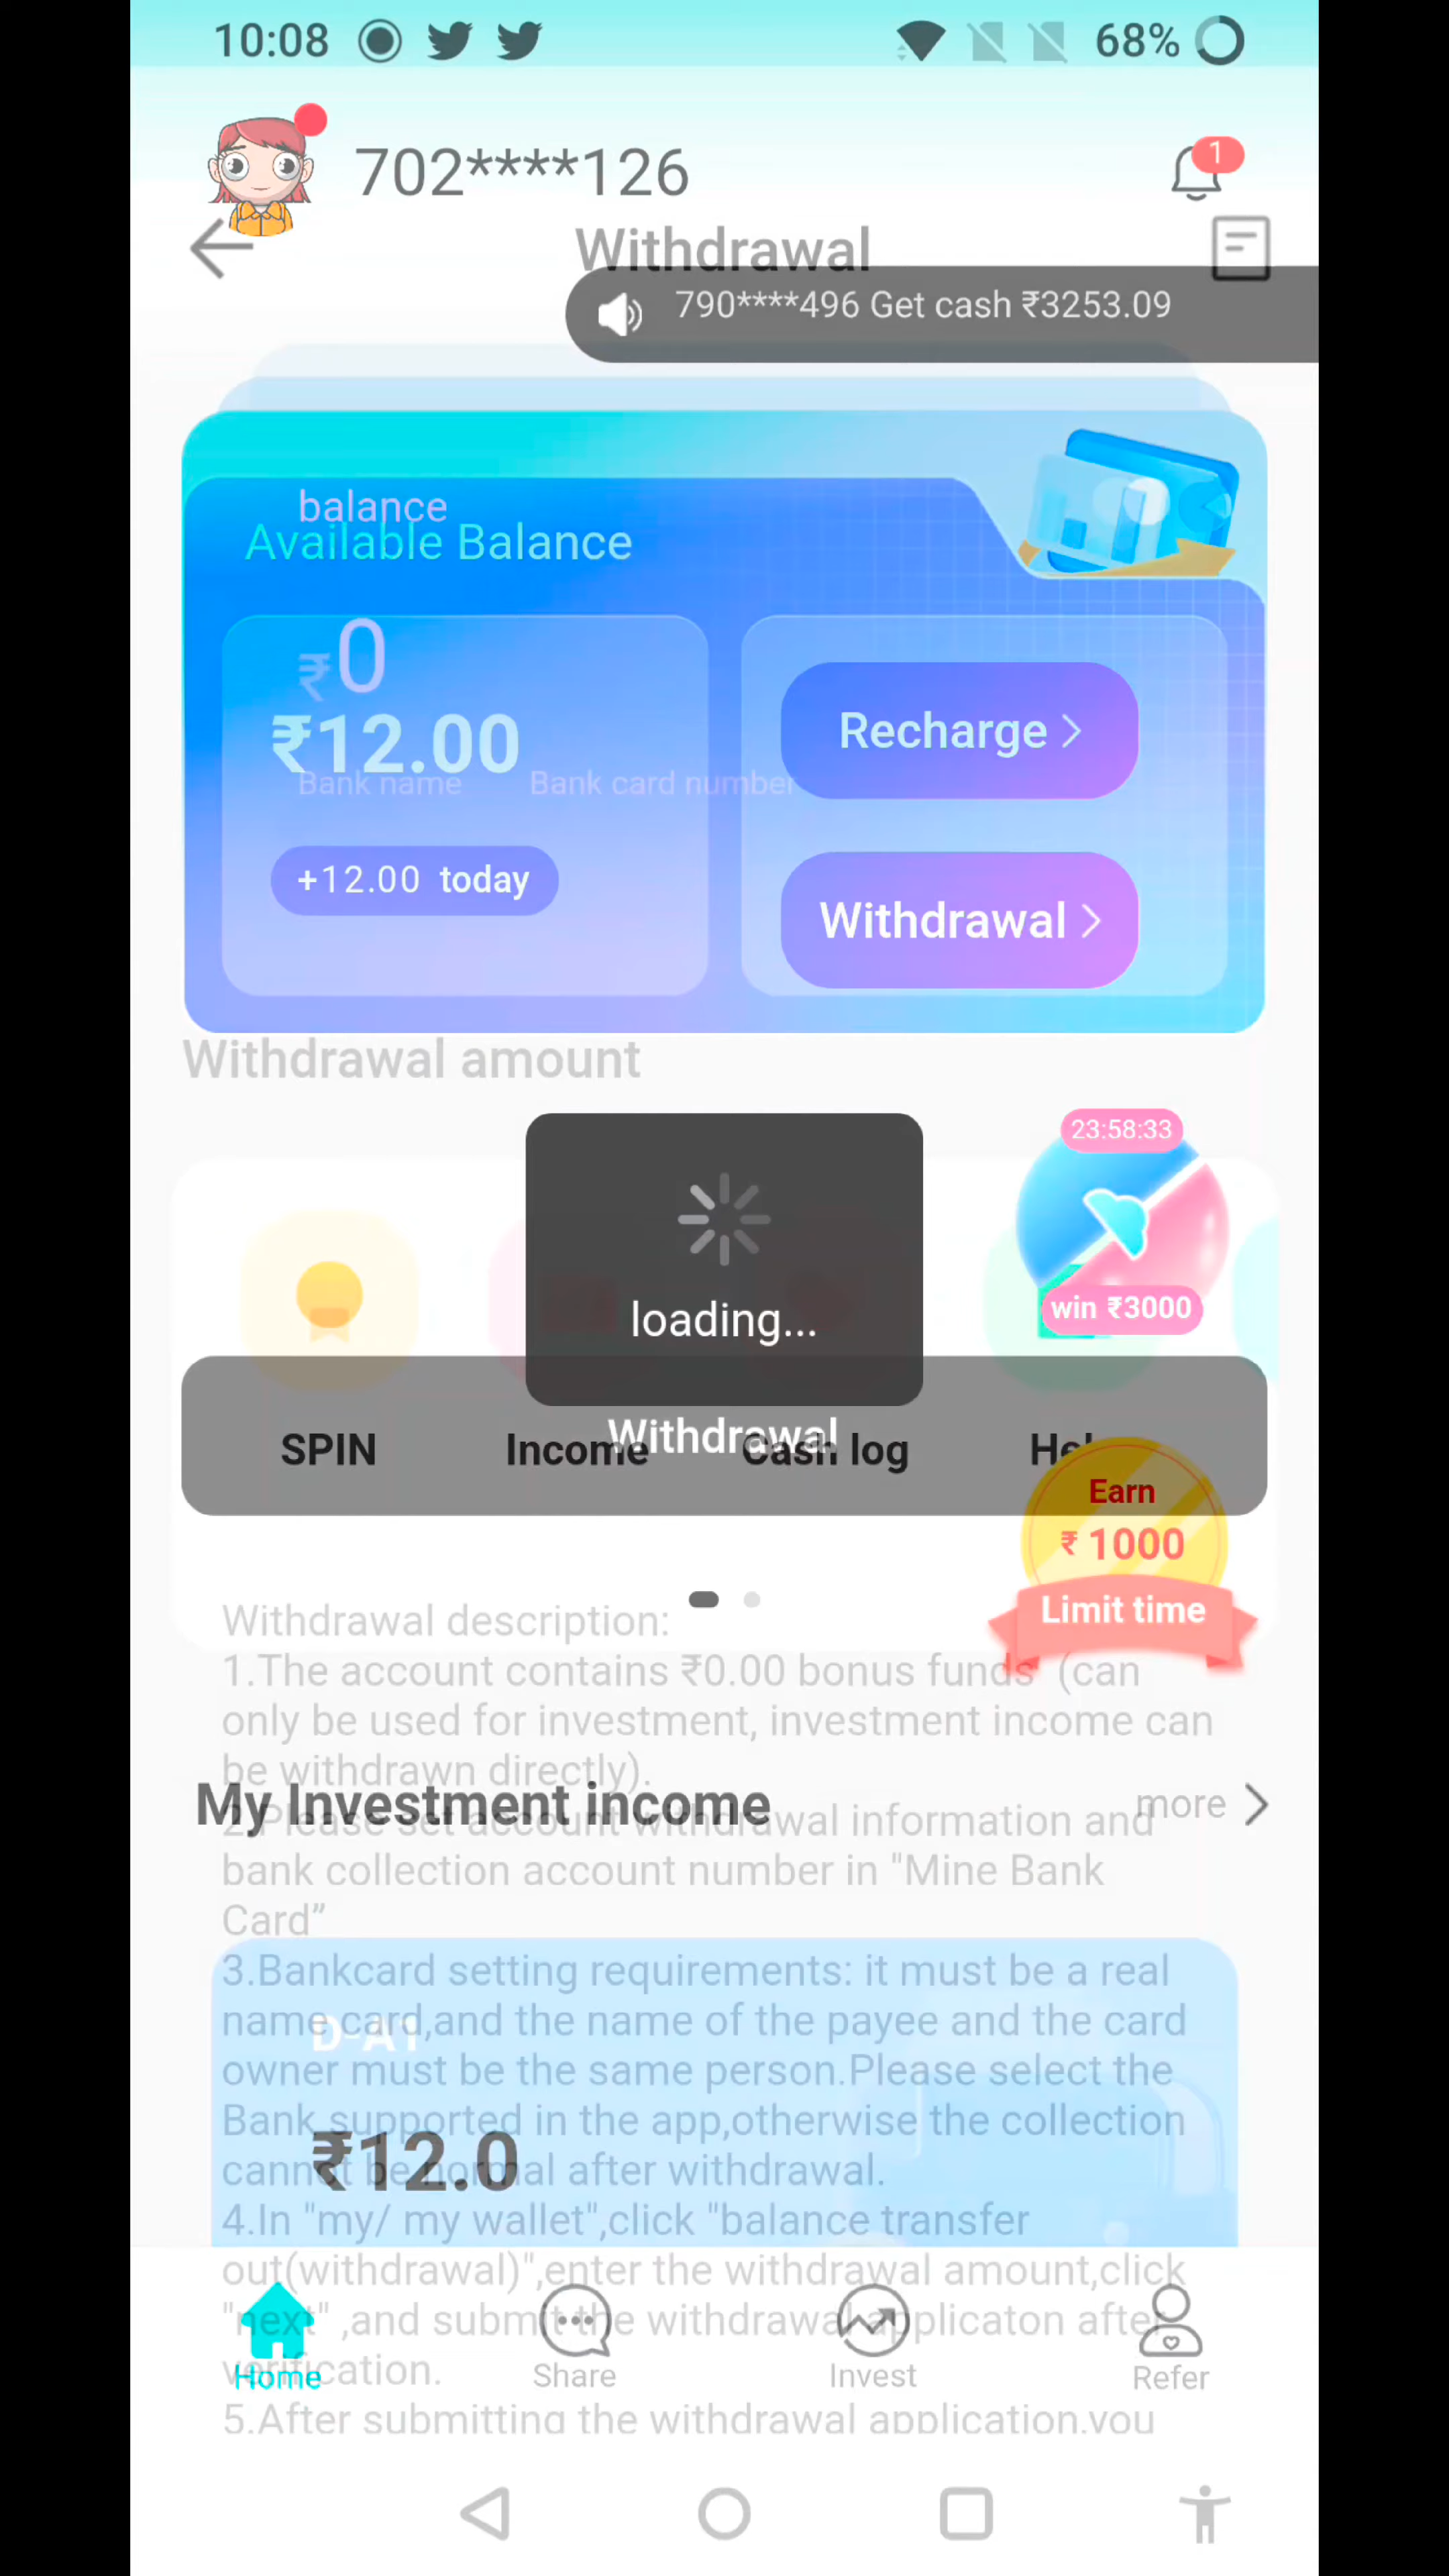 10:08
68%
702****126
1
Withdrawal
790****496 Get cash ₹3253.09
balance
Available Balance
₹0
₹12.00
Recharge
Bank name Bank card number
+12.00 today
Withdrawal
Withdrawal amount
23:58:33
loading...
win ₹3000
Withdrawal
SPIN Income Cash log Help
Earn
₹ 1000
Limit time
Withdrawal description:
1.The account contains ₹0.00 bonus funds (can
only be used for investment, investment income can
be withdrawn directly).
My Investment income more
2.Please set account withdrawal information and
bank collection account number in "Mine Bank
Card”
3.Bankcard setting requirements: it must be a real
name card,and the name of the payee and the card
D-A1
owner must be the same person.Please select the
Bank supported in the app,otherwise the collection
₹12.0
cannot be normal after withdrawal.
4.In "my/ my wallet",click "balance transfer
out(withdrawal)",enter the withdrawal amount,click
"next" ,and submit the withdrawal applicaton after
verification.
Home Share Invest Refer
5.After submitting the withdrawal application,you